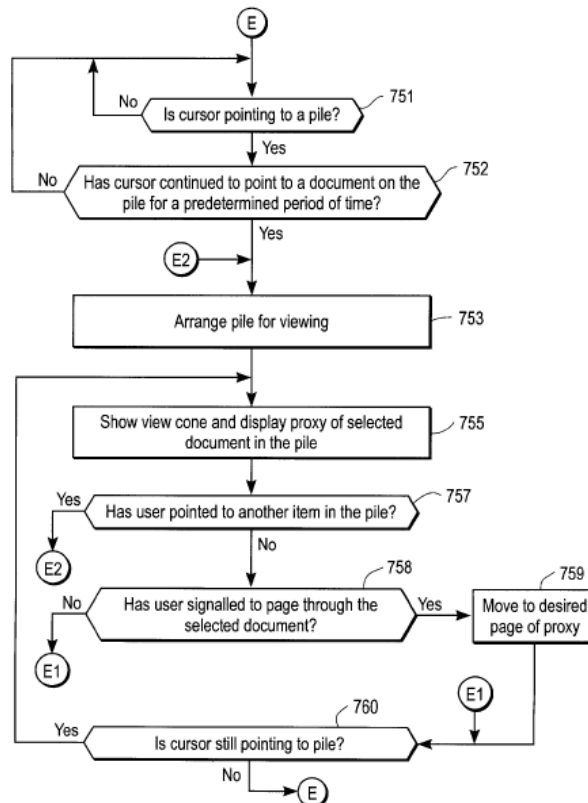 E
No
Is cursor pointing to a pile?
751
Yes
No
Has cursor continued to point to a document on the
pile for a predetermined period of time?
752
Yes
E2
Arrange pile for viewing
753
Show view cone and display proxy of selected
document in the pile
755
Yes
Has user pointed to another item in the pile?
757
E2
No
758
759
No
Has user signalled to page through the
selected document?
Yes
Move to desired
page of proxy
E1
E1
760
Yes
Is cursor still pointing to pile?
No
E